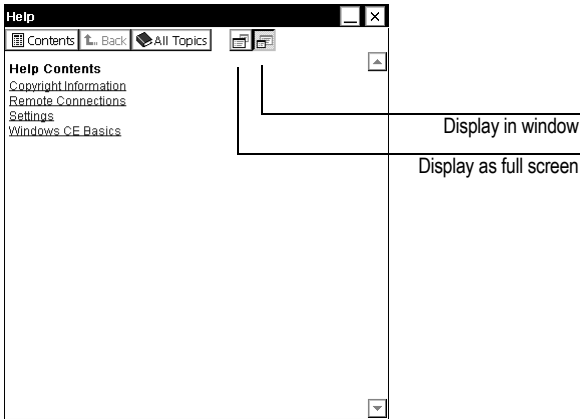 Help
Contents Back All Topics
Help Contents
Copyright Information
Remote Connections
Settings
Windows CE Basics
Display in window
Display as full screen